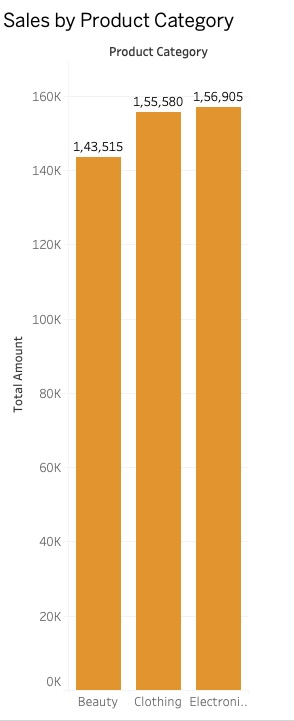 Sales by Product Category
Product Category
160K
1,43,515
1,55,580
1,56,905
140K
120K
100K
80K
60K
40K
20K
0K
Total Amount
Beauty Clothing Electroni..